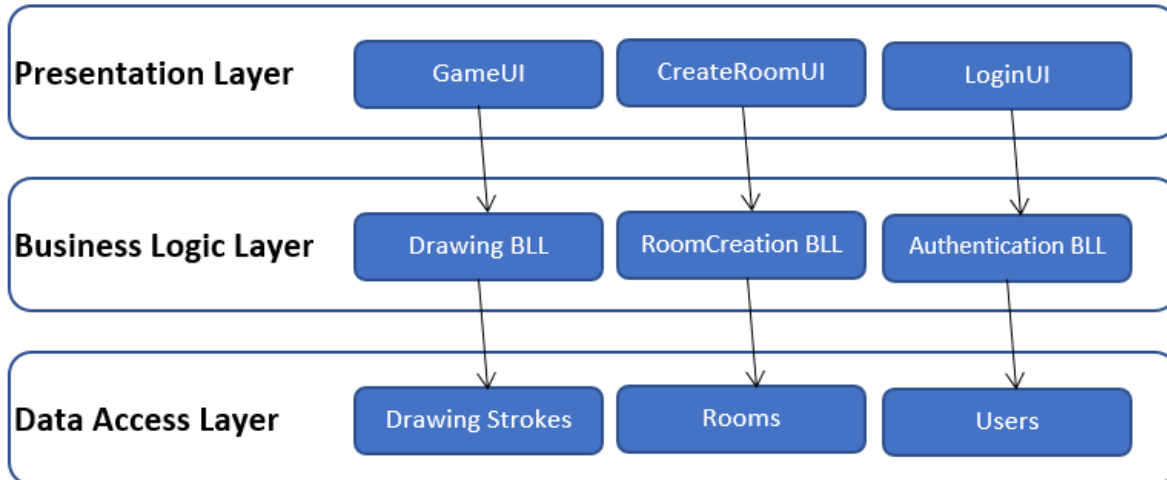 Presentation Layer
GameUI
CreateRoomUI
LoginUI
Business Logic Layer
Drawing BLL
RoomCreation BLL
Authentication BLL
Data Access Layer
Drawing Strokes
Rooms
Users